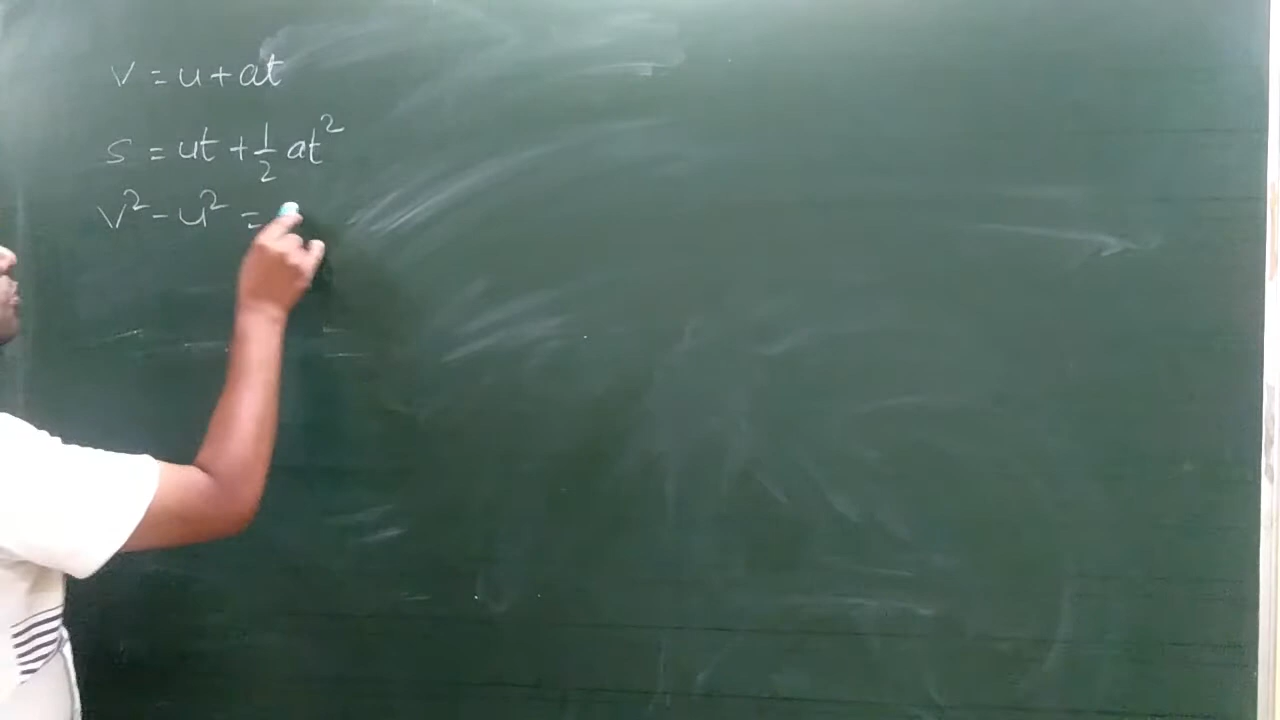 v = u + at
s = ut + 1/2 at²
v² - u² =